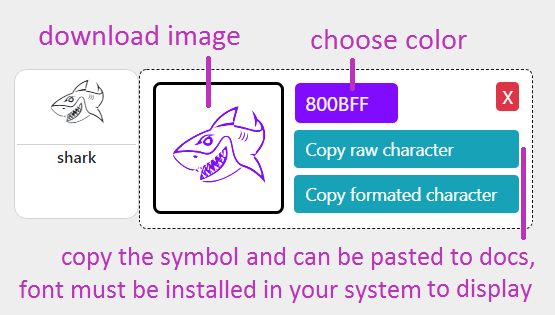 download image
choose color
800BFF
X
shark
Copy raw character
Copy formated character
copy the symbol and can be pasted to docs,
font must be installed in your system to display